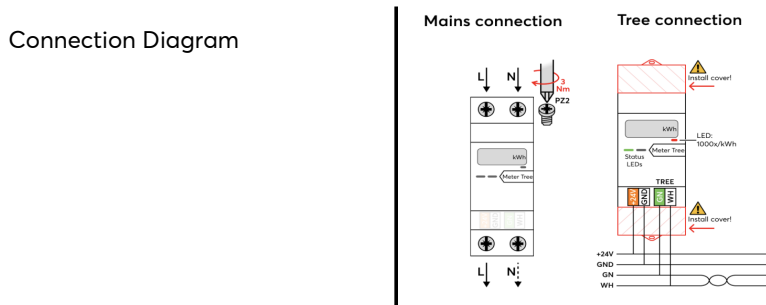 Connection Diagram
Mains connection
L
N
3
Nm
PZ2
kWh
Meter Tree
L
N
Tree connection
Install cover!
kWh
LED:
1000x/kWh
Meter Tree
Status
LEDs
TREE
+24V
GND
GN
WH
Install cover!
+24V
GND
GN
WH